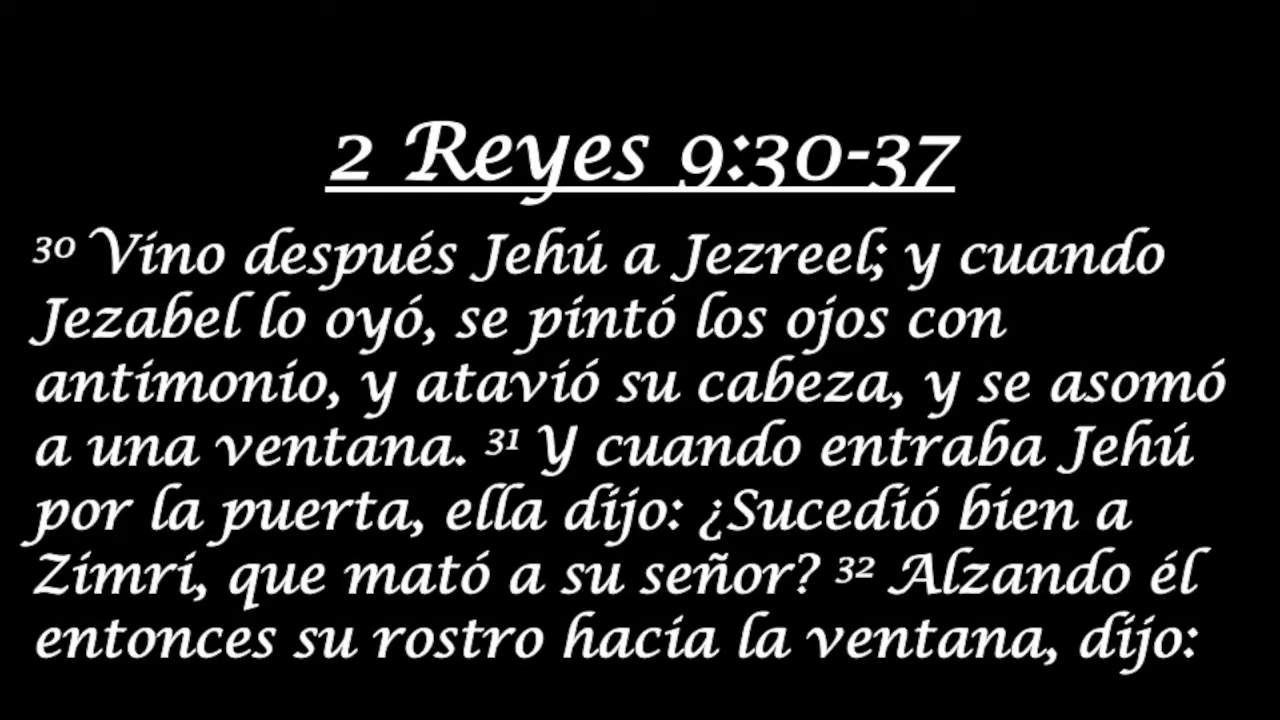 2 Reyes 9:30-37
³⁰ Vino después Jehú a Jezreel; y cuando
Jezabel lo oyó, se pintó los ojos con
antimonio, y atavió su cabeza, y se asomó
a una ventana. ³¹ Y cuando entraba Jehú
por la puerta, ella dijo: ¿Sucedió bien a
Zimri, que mató a su señor? ³² Alzando él
entonces su rostro hacia la ventana, dijo: